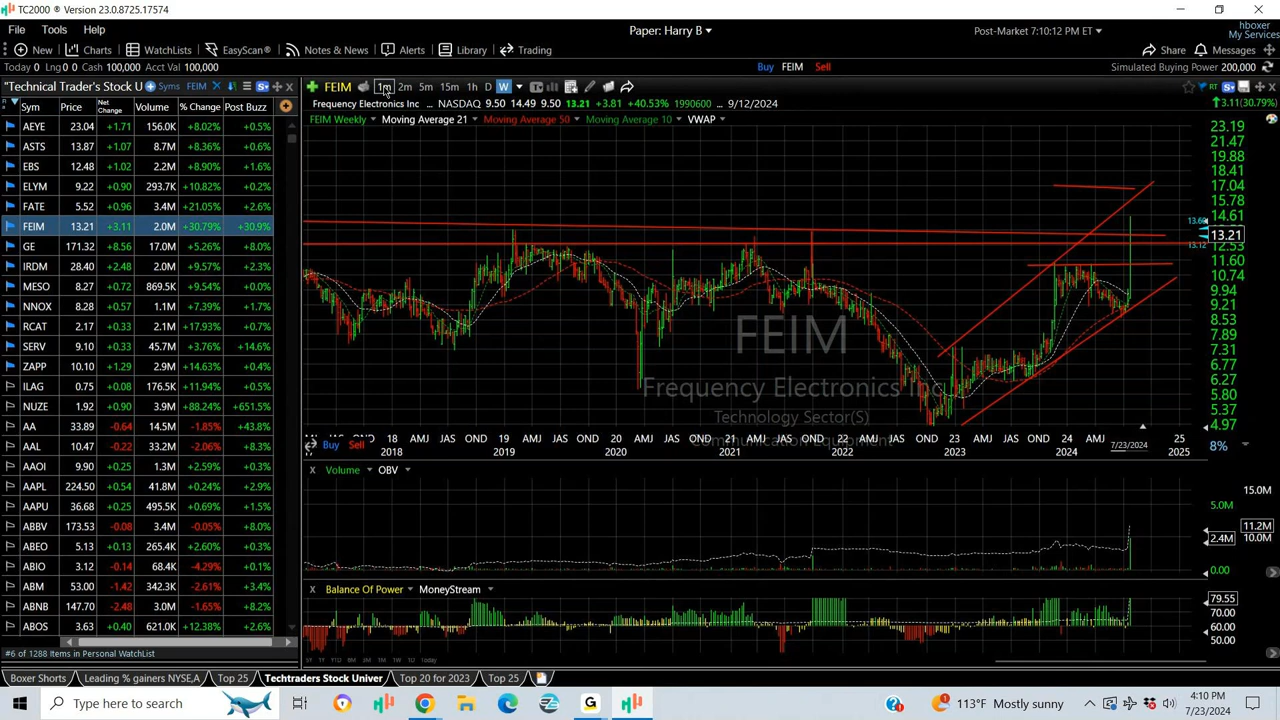 TC2000 ® Version 23.0.8725.17574
File Tools Help
Paper: Harry B
Post-Market 7:10:12 PM ET
hboxer
My Services
New Charts WatchLists EasyScan® Notes & News Alerts Library Trading
Share Messages
Today 0 Lng 0 0 Cash 100,000 Acct Val 100,000
Buy FEIM Sell
Simulated Buying Power 200,000
"Technical Trader's Stock U Syms FEIM
FEIM 1m 2m 5m 15m 1h D W
RT
Sym Price Net Change Volume % Change Post Buzz
Frequency Electronics Inc ... NASDAQ 9.50 14.49 9.50 13.21 +3.81 +40.53% 1990600 ... 9/12/2024
3.11(30.79%)
FEIM Weekly Moving Average 21 Moving Average 50 Moving Average 10 VWAP
AEYE 23.04 +1.71 156.0K +8.02% +0.5%
ASTS 13.87 +1.07 8.7M +8.36% +0.6%
EBS 12.48 +1.02 2.2M +8.90% +1.6%
ELYM 9.22 +0.90 293.7K +10.82% +0.2%
FATE 5.52 +0.96 3.4M +21.05% +2.6%
FEIM 13.21 +3.11 2.0M +30.79% +30.9%
GE 171.32 +8.56 17.0M +5.26% +8.0%
IRDM 28.40 +2.48 2.0M +9.57% +2.3%
MESO 8.27 +0.72 869.5K +9.54% +0.0%
NNOX 8.28 +0.57 1.1M +7.39% +1.7%
RCAT 2.17 +0.33 2.1M +17.93% +0.7%
SERV 9.10 +0.33 45.7M +3.76% +14.6%
ZAPP 10.10 +1.29 2.9M +14.63% +0.4%
ILAG 0.75 +0.08 176.5K +11.94% +0.5%
NUZE 1.92 +0.90 3.9M +88.24% +651.5%
AA 33.89 -0.64 14.5M -1.85% +43.8%
AAL 10.47 -0.22 33.2M -2.06% +8.3%
AAOI 9.90 +0.25 1.3M +2.59% +0.3%
AAPL 224.50 +0.54 41.8M +0.24% +2.9%
AAPU 36.68 +0.25 495.5K +0.69% +1.5%
ABBV 173.53 -0.08 3.4M -0.05% +8.0%
ABEO 5.13 +0.13 265.4K +2.60% +0.3%
ABIO 3.12 -0.14 68.4K -4.29% +0.1%
ABM 53.00 -1.42 342.3K -2.61% +3.4%
ABNB 147.70 -2.48 3.0M -1.65% +8.2%
ABOS 3.63 +0.40 621.0K +12.38% +2.6%
#6 of 1288 Items in Personal WatchList
23.19
21.47
19.88
18.41
17.04
15.78
14.61
13.21
12.53
11.60
10.74
9.94
9.21
8.53
7.89
7.31
6.77
6.27
5.80
5.37
4.97
13.12
FEIM
Frequency Electronics Inc
Technology Sector(S)
OND 18 AMJ JAS OND 19 AMJ JAS OND 20 AMJ JAS OND 21 AMJ JAS OND 22 AMJ JAS OND 23 AMJ JAS OND 24 AMJ 25
2018 2019 2020 2021 2022 2023 2024 7/23/2024 2025
Buy Sell
8%
X Volume OBV
15.0M
5.0M
11.2M
2.4M
10.0M
0.00
X Balance Of Power MoneyStream
79.55
70.00
60.00
50.00
Today
Boxer Shorts Leading % gainers NYSE,A Top 25 Techtraders Stock Univer Top 20 for 2023 Top 25
Type here to search
113°F Mostly sunny
4:10 PM
7/23/2024